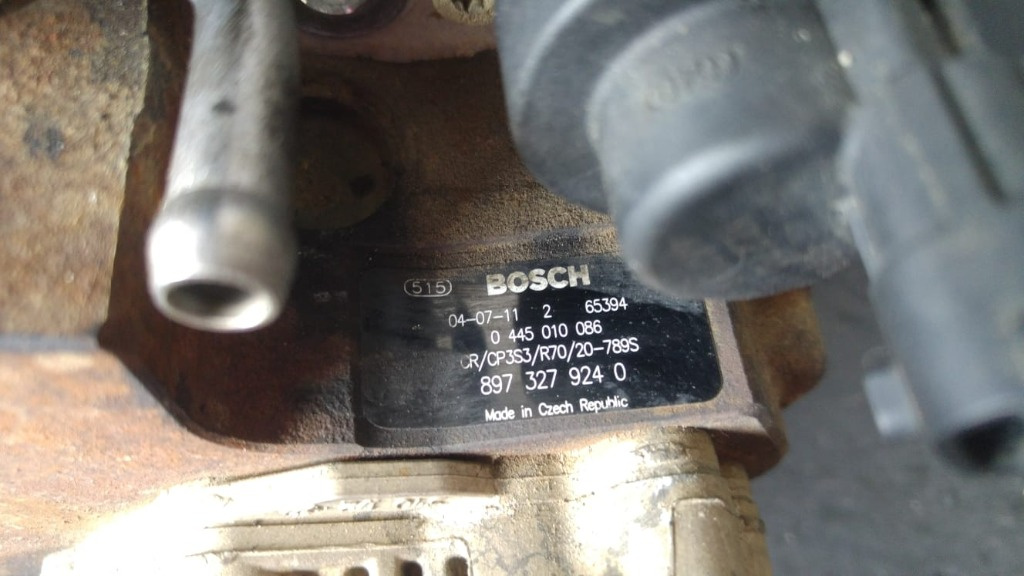 515 BOSCH
04-07-11 2 65394
0 445 010 086
CR/CP3S3/R70/20-789S
897 327 924 0
Made in Czech Republic